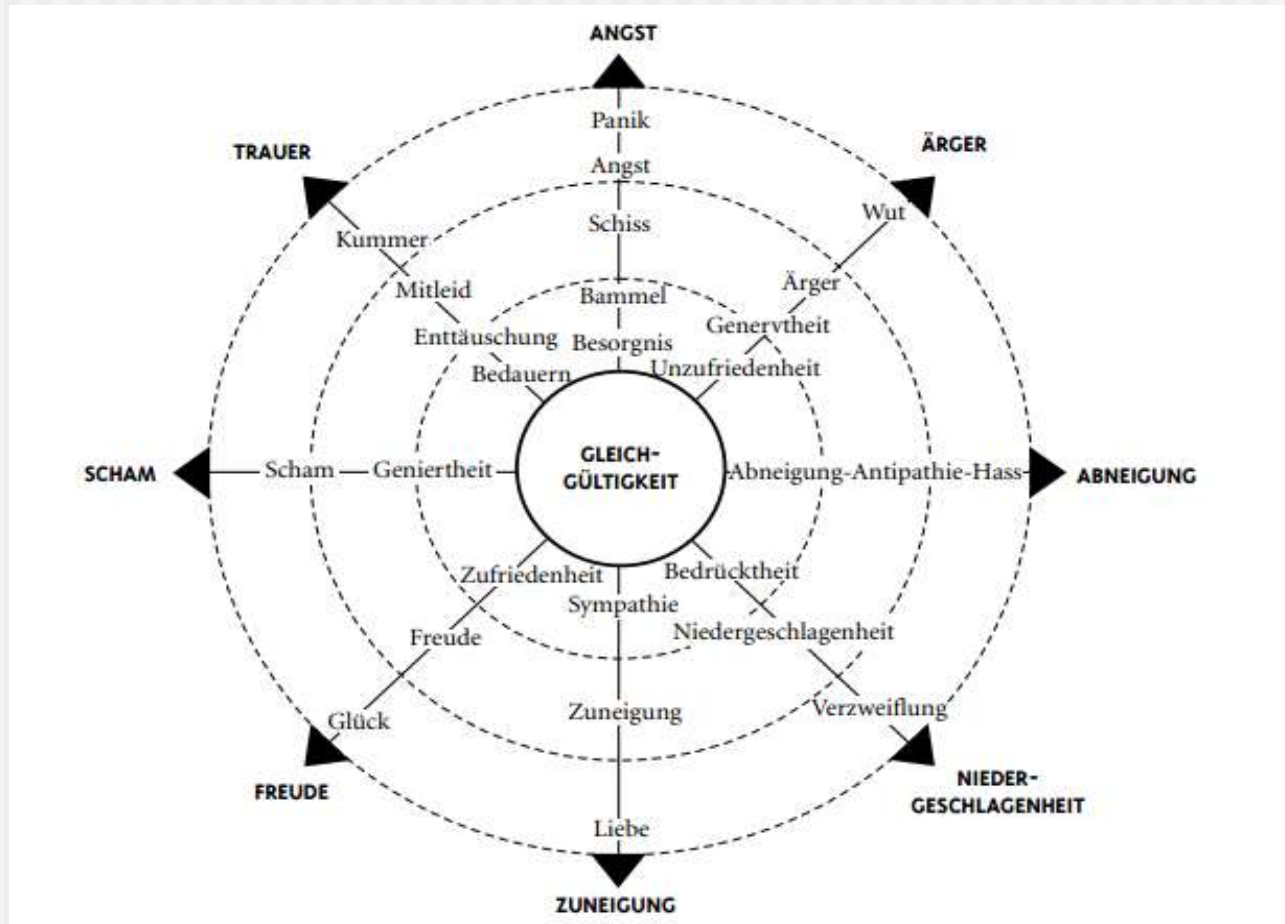 ANGST
Panik
Angst
Schiss
Bammel
Besorgnis
ÄRGER
Wut
Ärger
Genervtheit
Unzufriedenheit
TRAUER
Kummer
Mitleid
Enttäuschung
Bedauern
SCHAM
Scham
Geniertheit
GLEICH-
GÜLTIGKEIT
Abneigung-Antipathie-Hass
ABNEIGUNG
Zufriedenheit
Freude
Glück
FREUDE
Sympathie
Zuneigung
Liebe
ZUNEIGUNG
Bedrücktheit
Niedergeschlagenheit
Verzweiflung
NIEDER-
GESCHLAGENHEIT